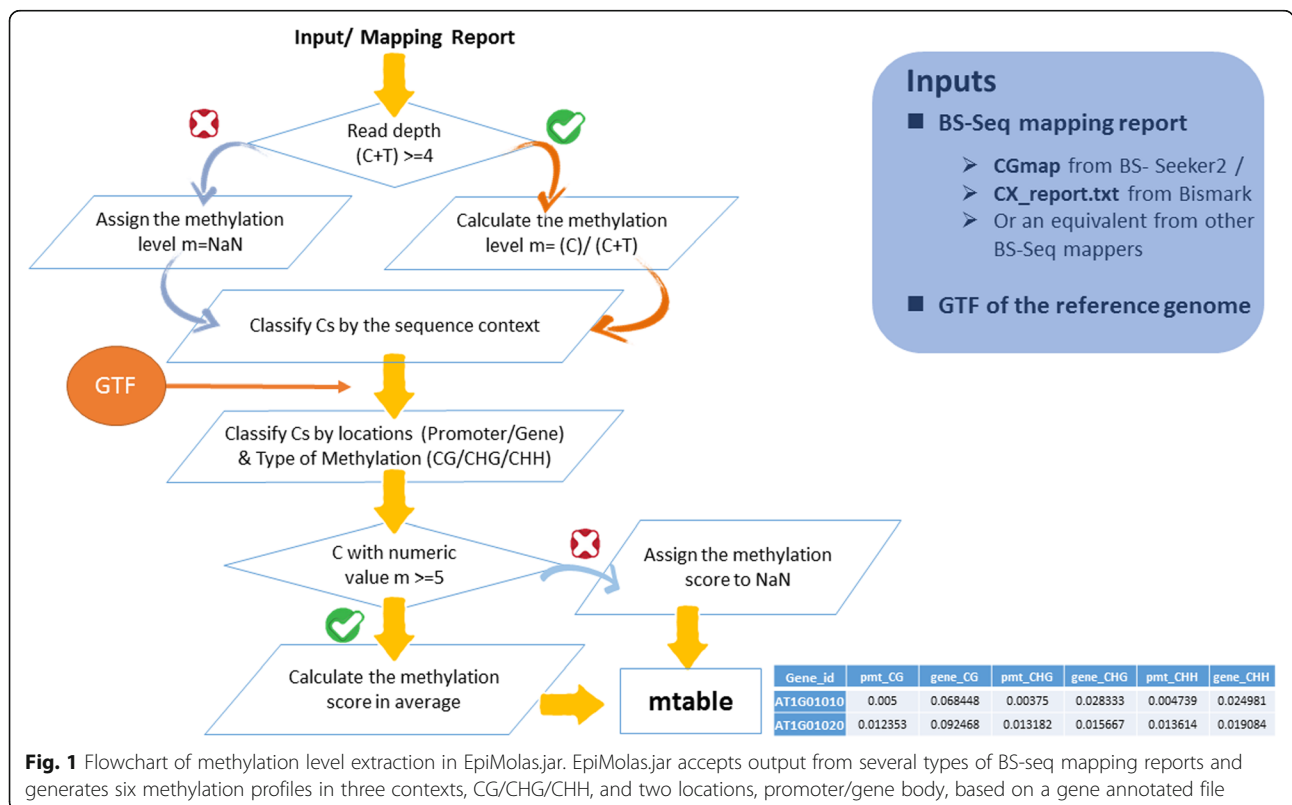 Input/ Mapping Report
Read depth
(C+T) >=4
Assign the methylation
level m=NaN
Calculate the methylation
level m= (C)/ (C+T)
Classify Cs by the sequence context
GTF
Classify Cs by locations (Promoter/Gene)
& Type of Methylation (CG/CHG/CHH)
C with numeric
value m >=5
Assign the methylation
score to NaN
Calculate the methylation
score in average
mtable
Inputs
■ BS-Seq mapping report
➤ CGmap from BS- Seeker2 /
➤ CX_report.txt from Bismark
➤ Or an equivalent from other
BS-Seq mappers
■ GTF of the reference genome
Gene_id pmt_CG gene_CG pmt_CHG gene_CHG pmt_CHH gene_CHH
AT1G01010 0.005 0.068448 0.00375 0.028333 0.004739 0.024981
AT1G01020 0.012353 0.092468 0.013182 0.015667 0.013614 0.019084
Fig. 1 Flowchart of methylation level extraction in EpiMolas.jar. EpiMolas.jar accepts output from several types of BS-seq mapping reports and
generates six methylation profiles in three contexts, CG/CHG/CHH, and two locations, promoter/gene body, based on a gene annotated file